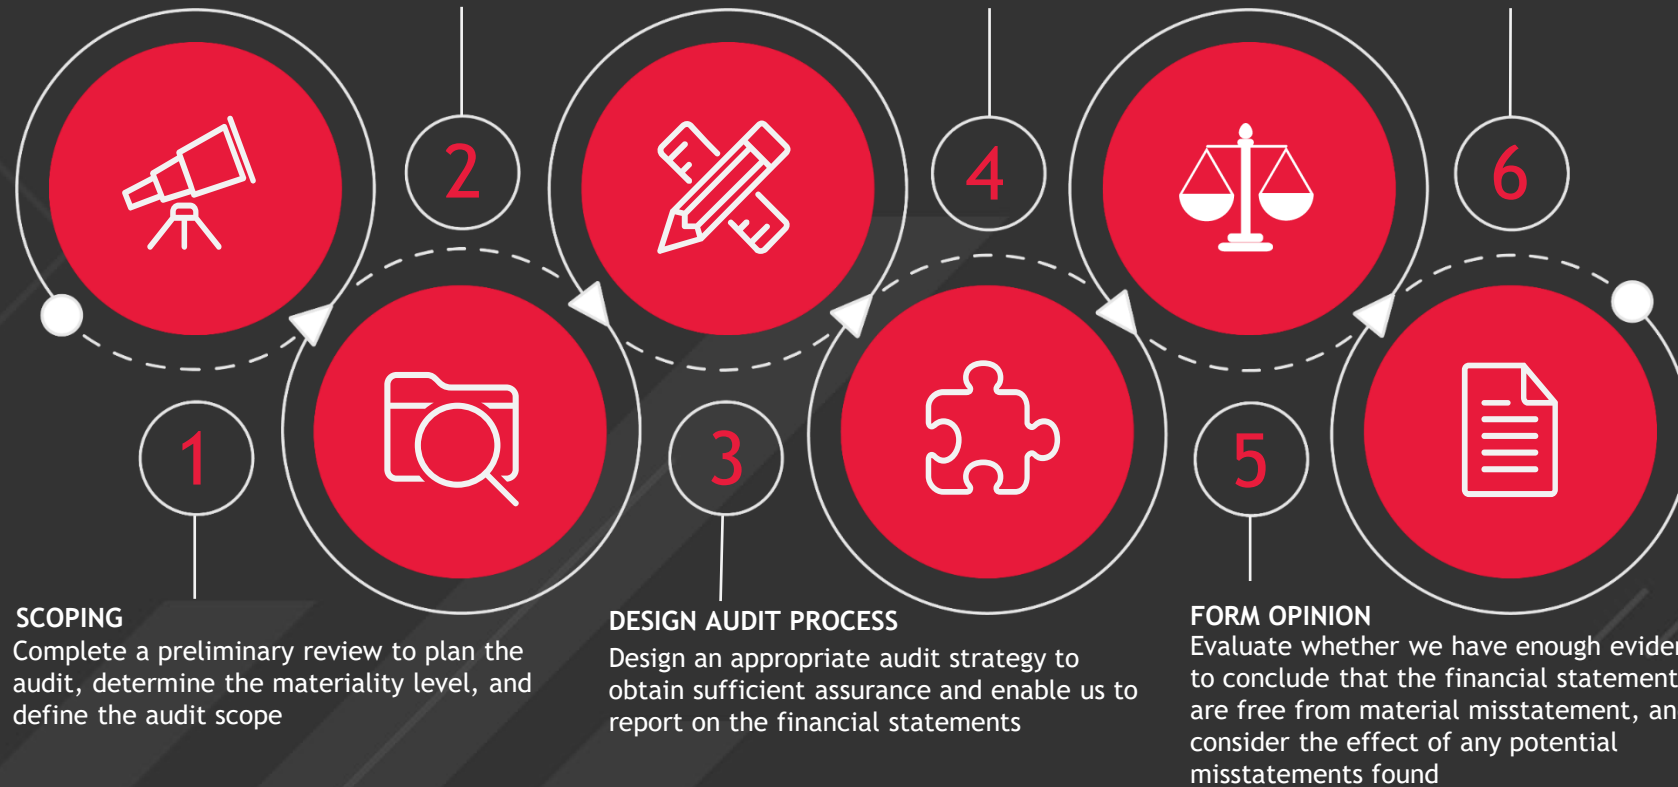 2
4
6
1
3
5
SCOPING
Complete a preliminary review to plan the
audit, determine the materiality level, and
define the audit scope
DESIGN AUDIT PROCESS
Design an appropriate audit strategy to
obtain sufficient assurance and enable us to
report on the financial statements
FORM OPINION
Evaluate whether we have enough eviden
to conclude that the financial statement
are free from material misstatement, an
consider the effect of any potential
misstatements found